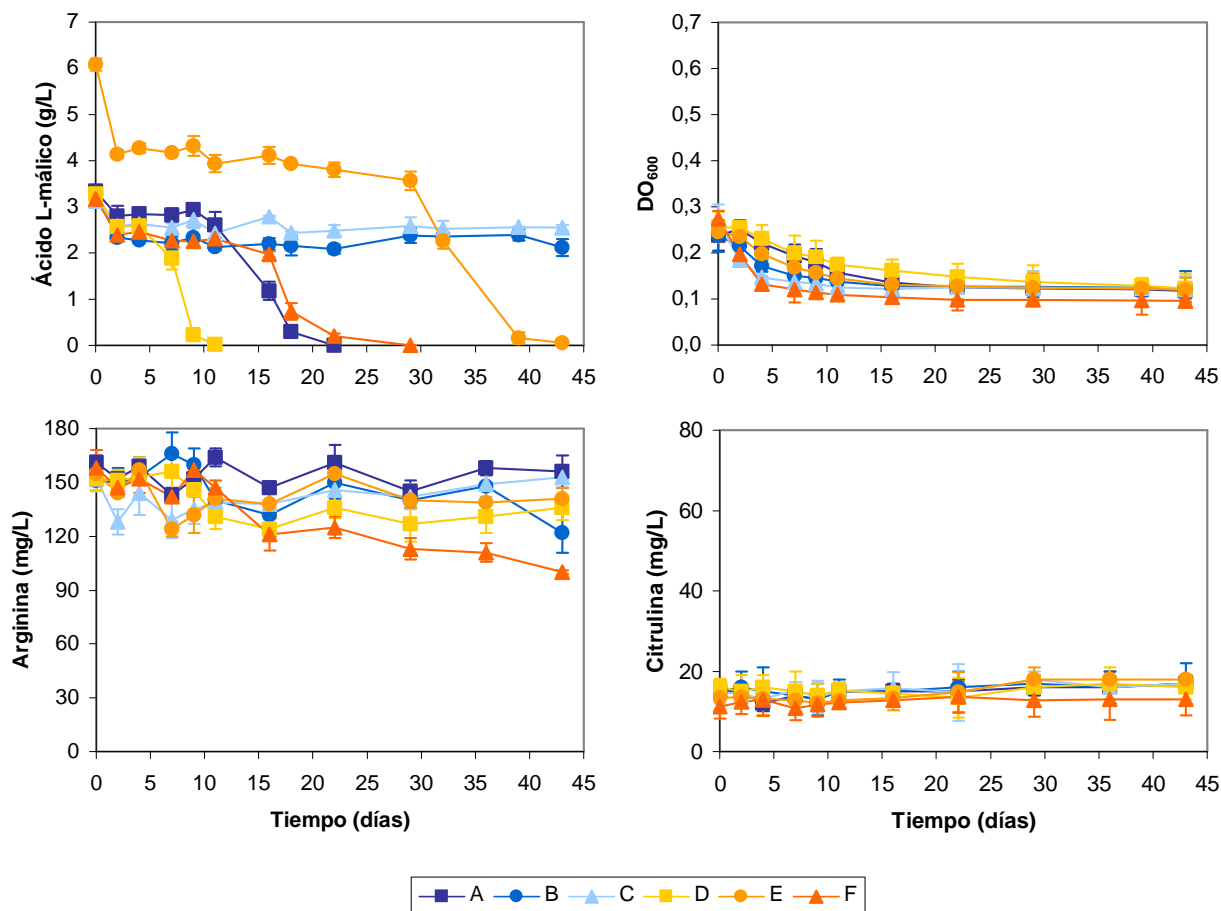 Ácido L-málico (g/L)
7
6
5
4
3
2
1
0
0 5 10 15 20 25 30 35 40 45
DO600
0,7
0,6
0,5
0,4
0,3
0,2
0,1
0,0
0 5 10 15 20 25 30 35 40 45
Arginina (mg/L)
180
150
120
90
60
30
0
0 5 10 15 20 25 30 35 40 45
Tiempo (días)
Citrulina (mg/L)
80
60
40
20
0
0 5 10 15 20 25 30 35 40 45
Tiempo (días)
A B C D E F